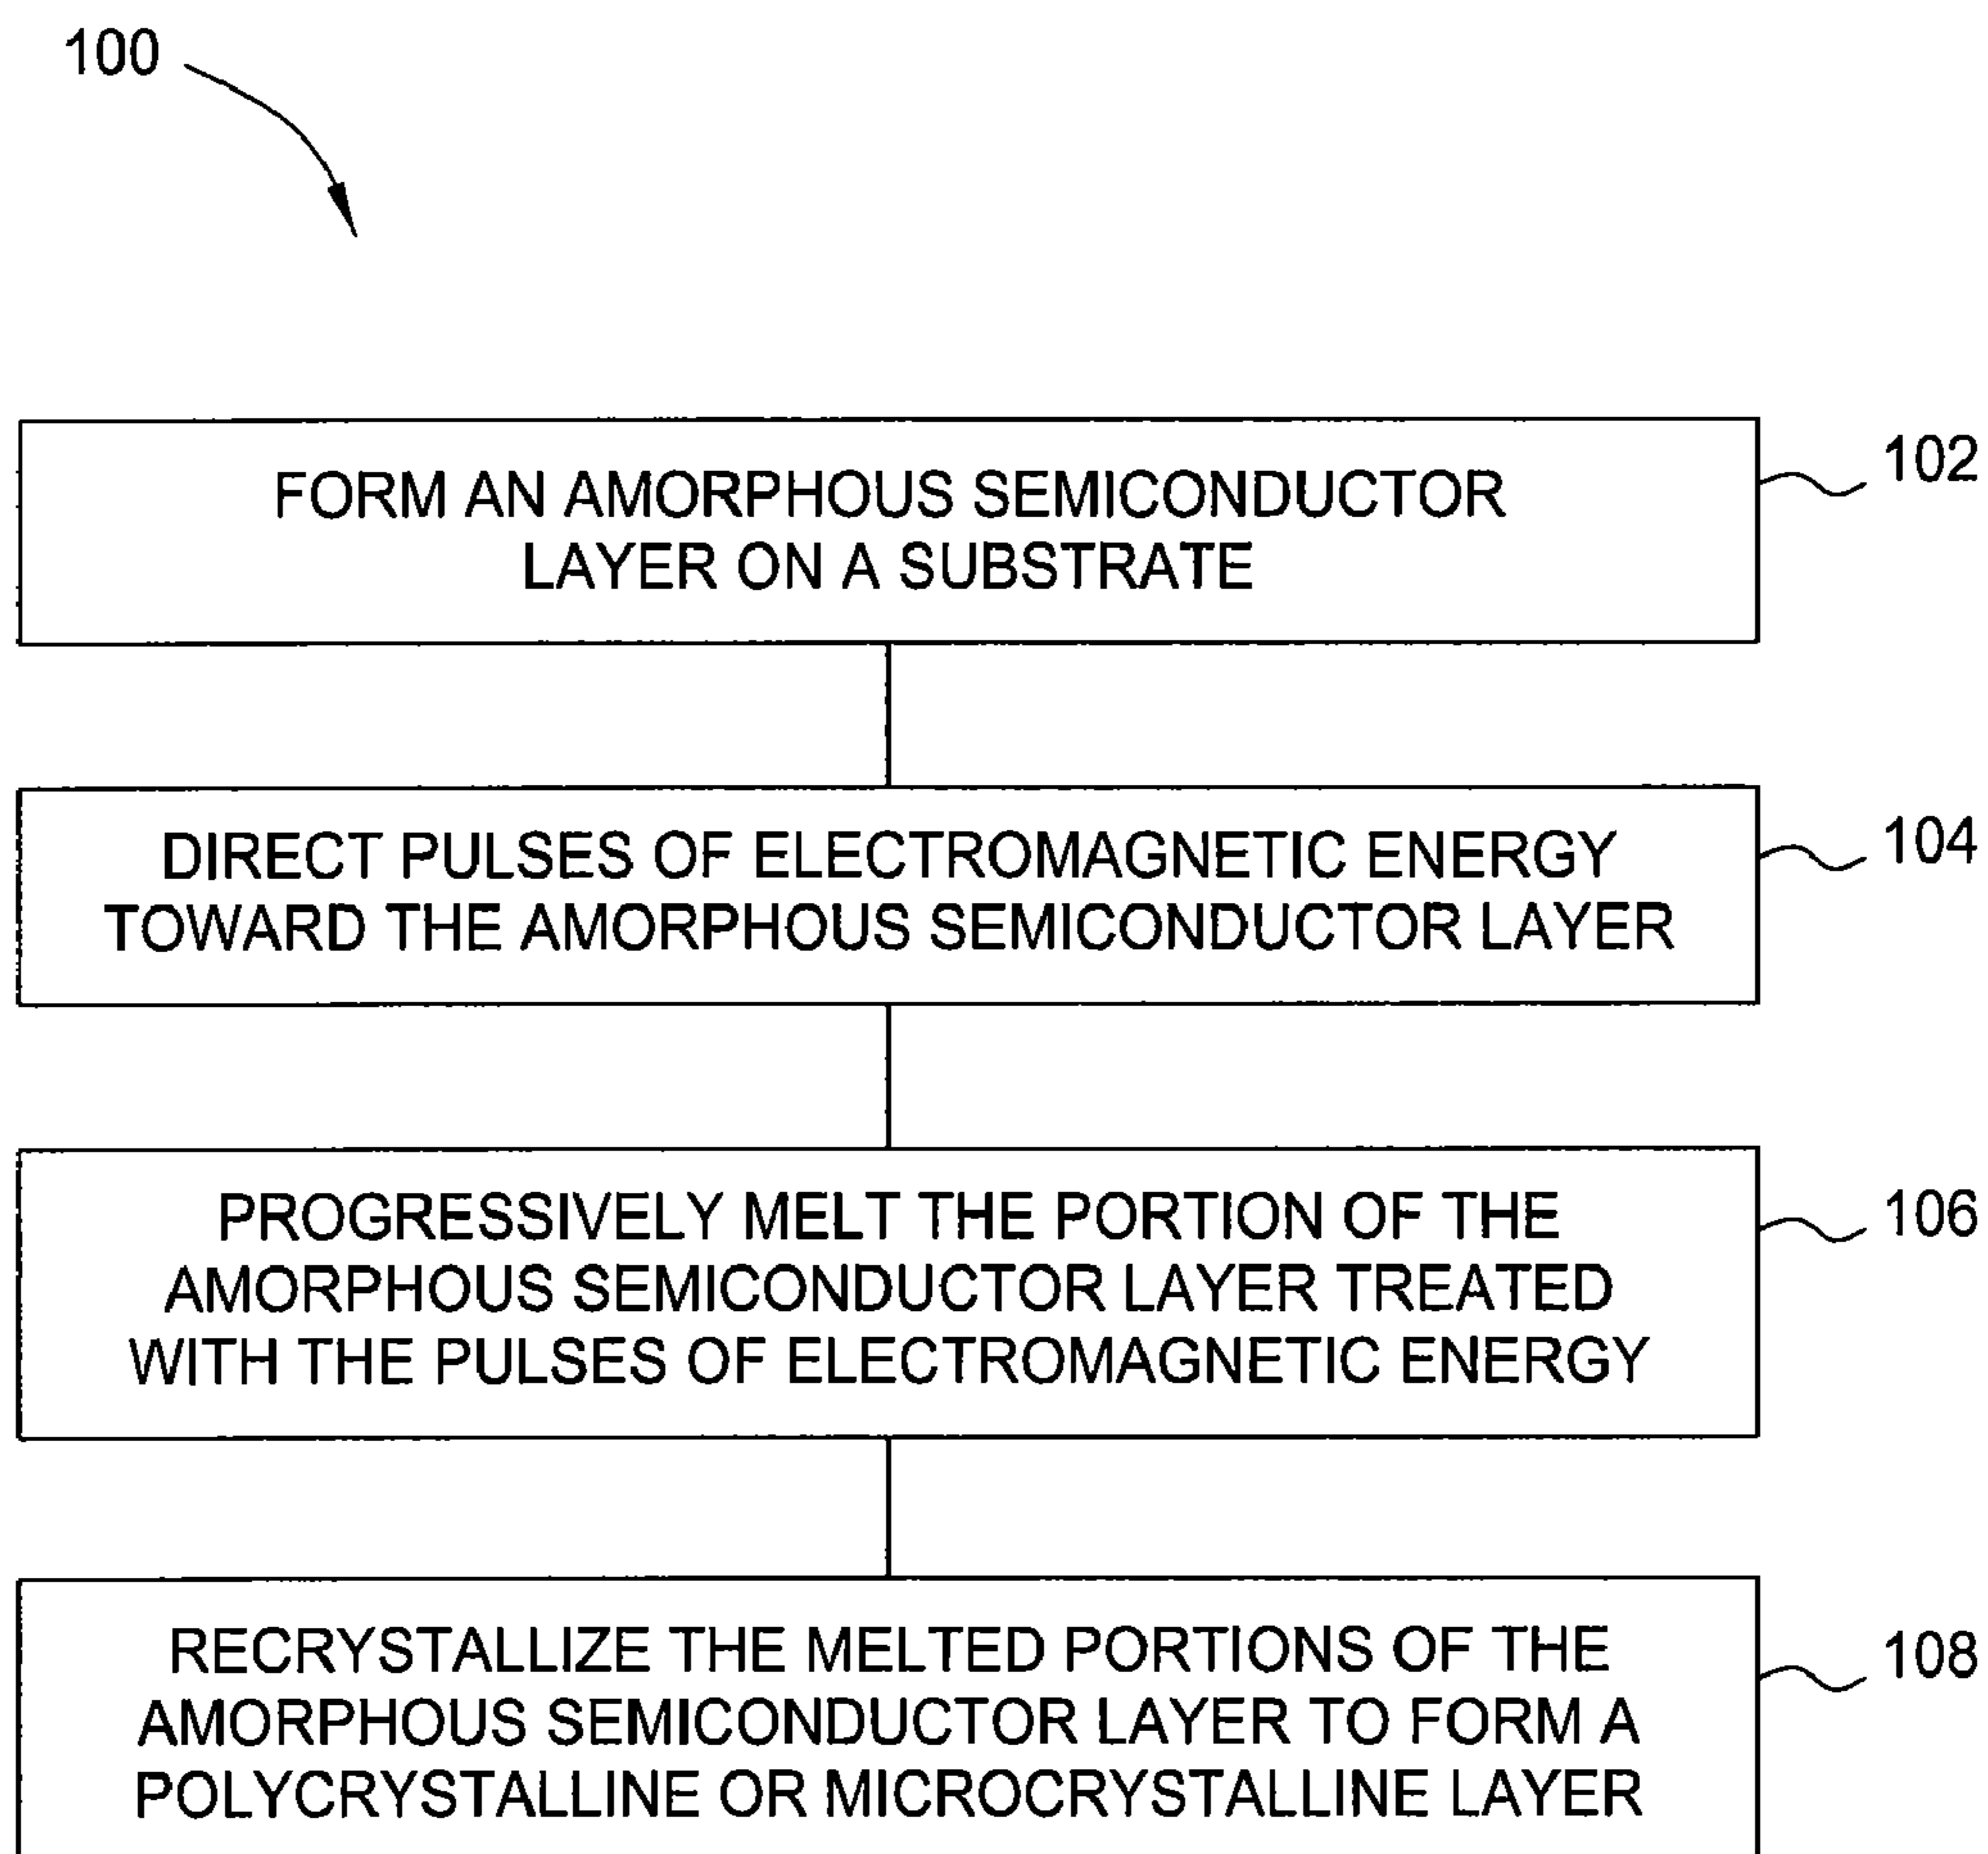 100
FORM AN AMORPHOUS SEMICONDUCTOR
LAYER ON A SUBSTRATE
102
DIRECT PULSES OF ELECTROMAGNETIC ENERGY
TOWARD THE AMORPHOUS SEMICONDUCTOR LAYER
104
PROGRESSIVELY MELT THE PORTION OF THE
AMORPHOUS SEMICONDUCTOR LAYER TREATED
WITH THE PULSES OF ELECTROMAGNETIC ENERGY
106
RECRYSTALLIZE THE MELTED PORTIONS OF THE
AMORPHOUS SEMICONDUCTOR LAYER TO FORM A
POLYCRYSTALLINE OR MICROCRYSTALLINE LAYER
108